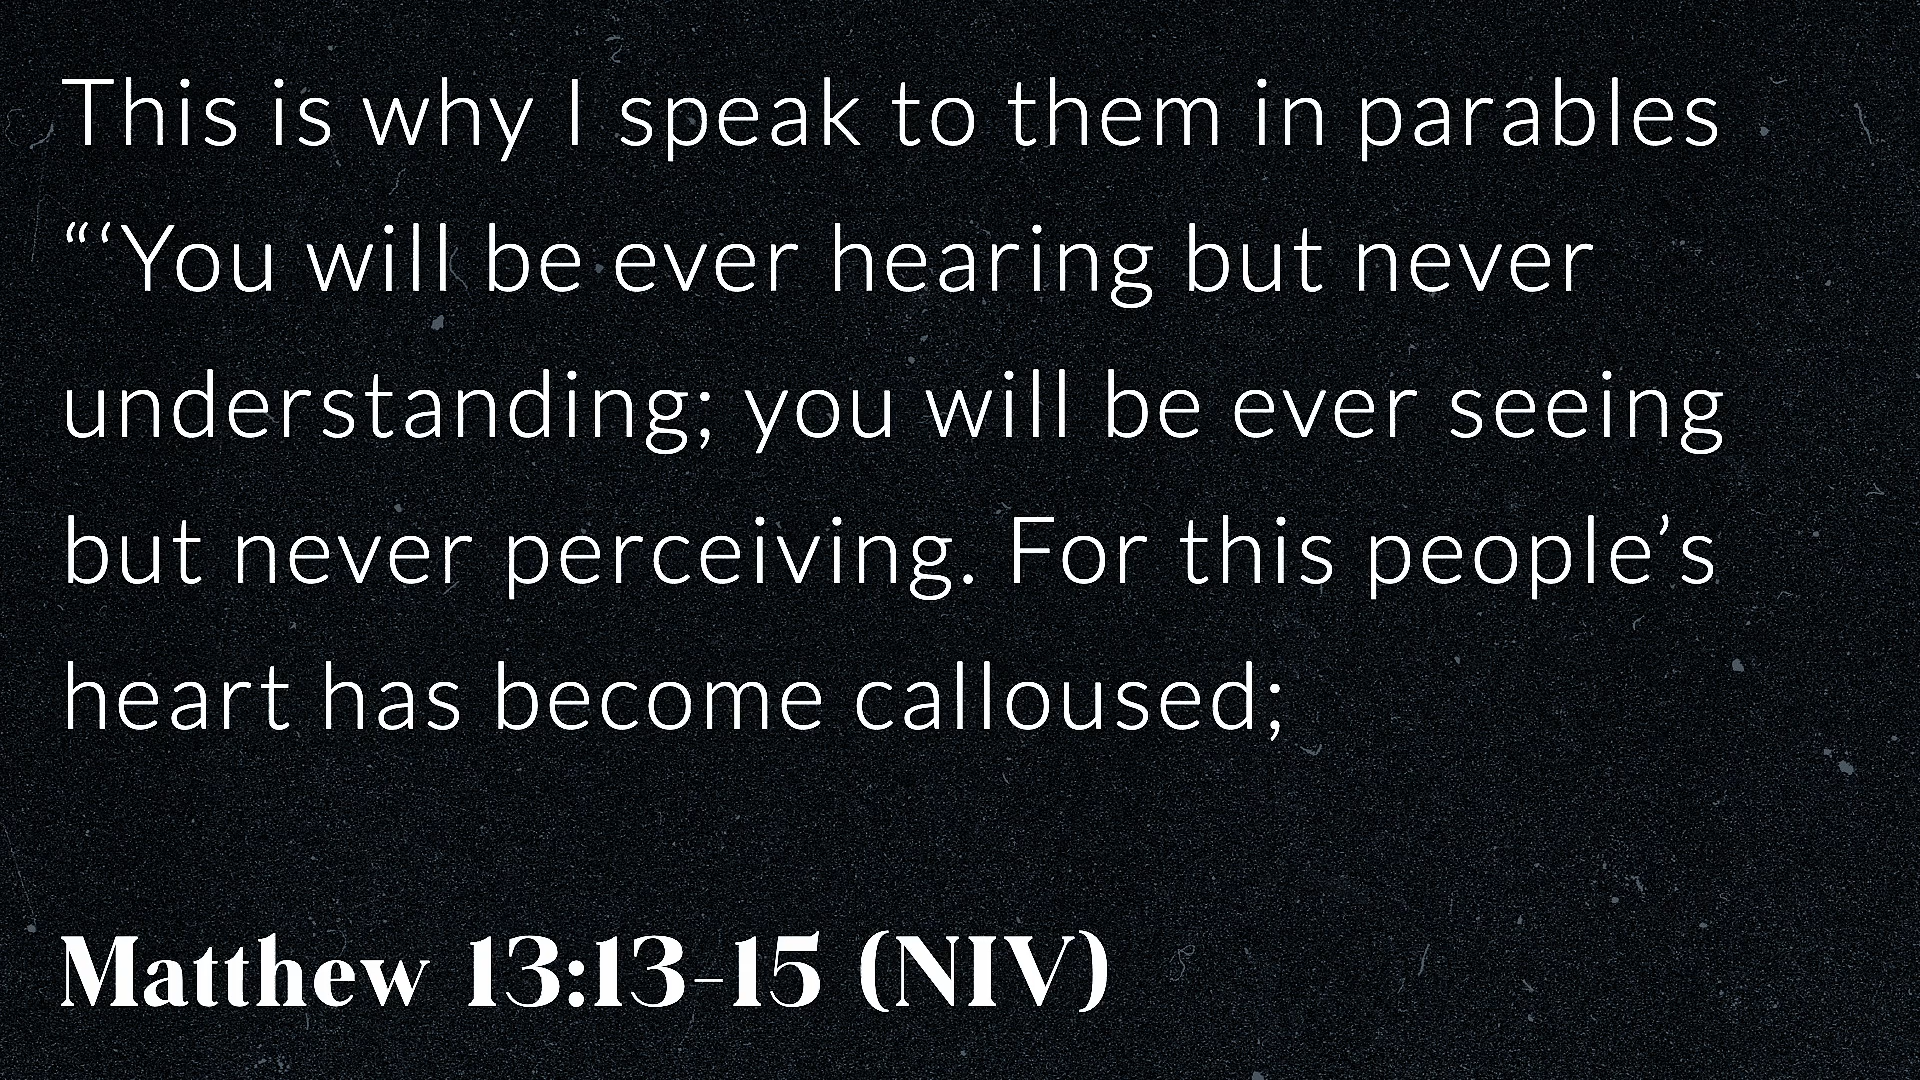 This is why I speak to them in parables
“‘You will be ever hearing but never
understanding; you will be ever seeing
but never perceiving. For this people’s
heart has become calloused;
Matthew 13:13-15 (NIV)